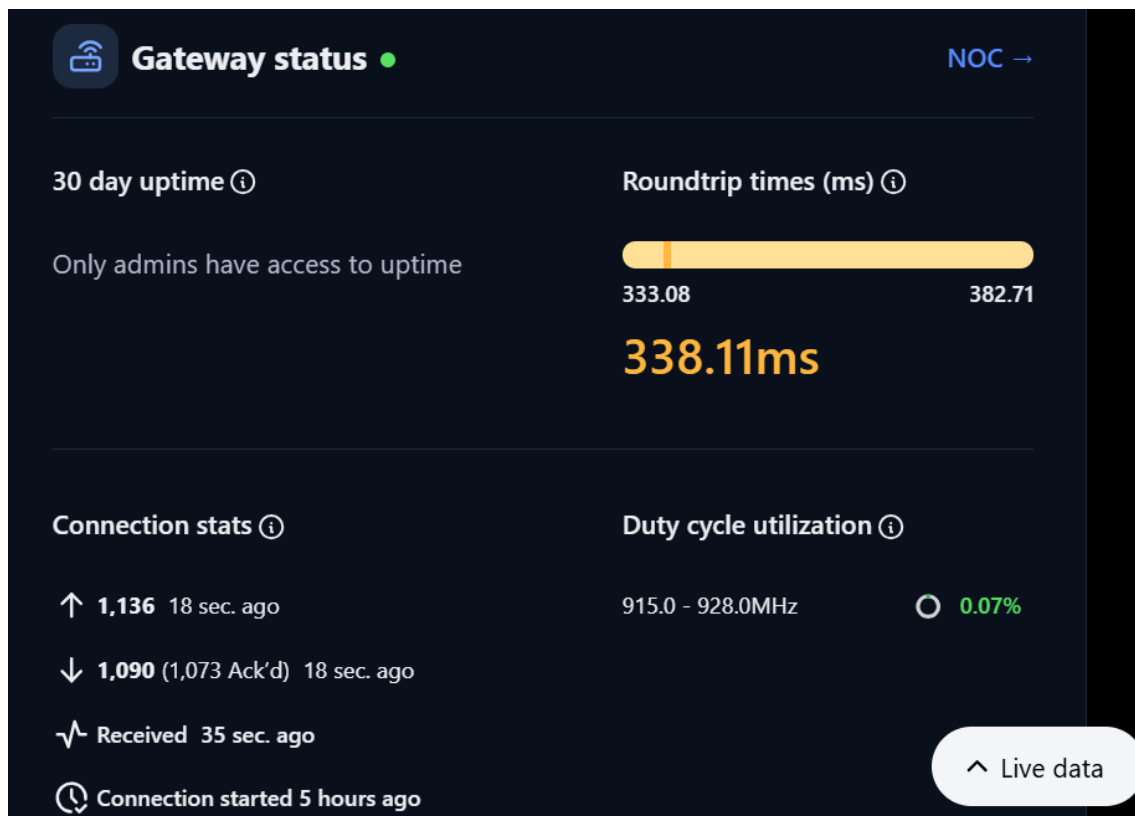 Gateway status
NOC →
30 day uptime
Only admins have access to uptime
Roundtrip times (ms)
333.08 382.71
338.11ms
Connection stats
↑ 1,136 18 sec. ago
↓ 1,090 (1,073 Ack'd) 18 sec. ago
Received 35 sec. ago
Connection started 5 hours ago
Duty cycle utilization
915.0 - 928.0MHz 0.07%
Live data